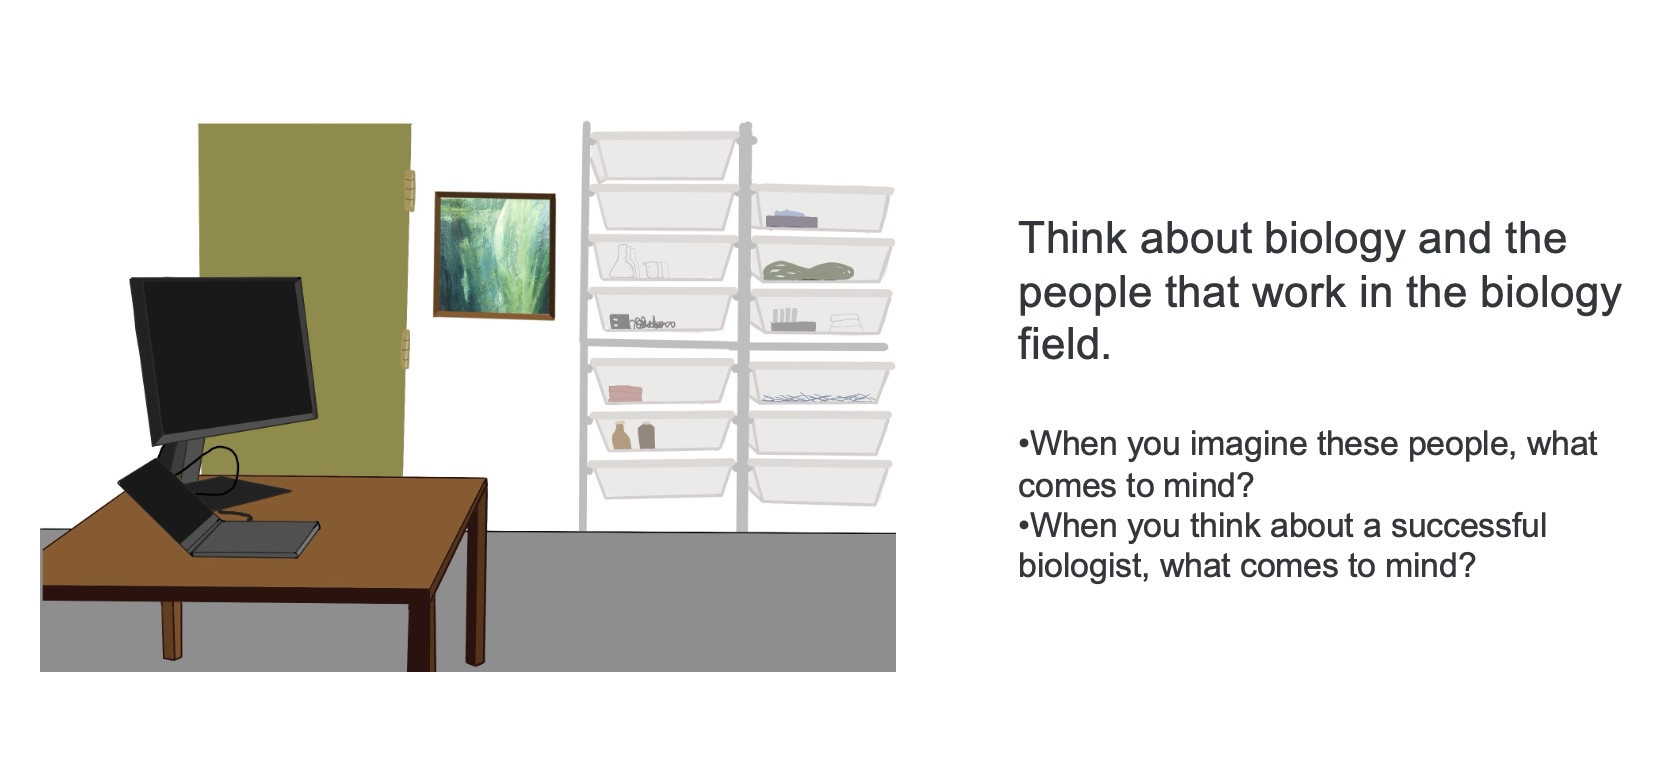 Think about biology and the
people that work in the biology
field.
•When you imagine these people, what
comes to mind?
•When you think about a successful
biologist, what comes to mind?